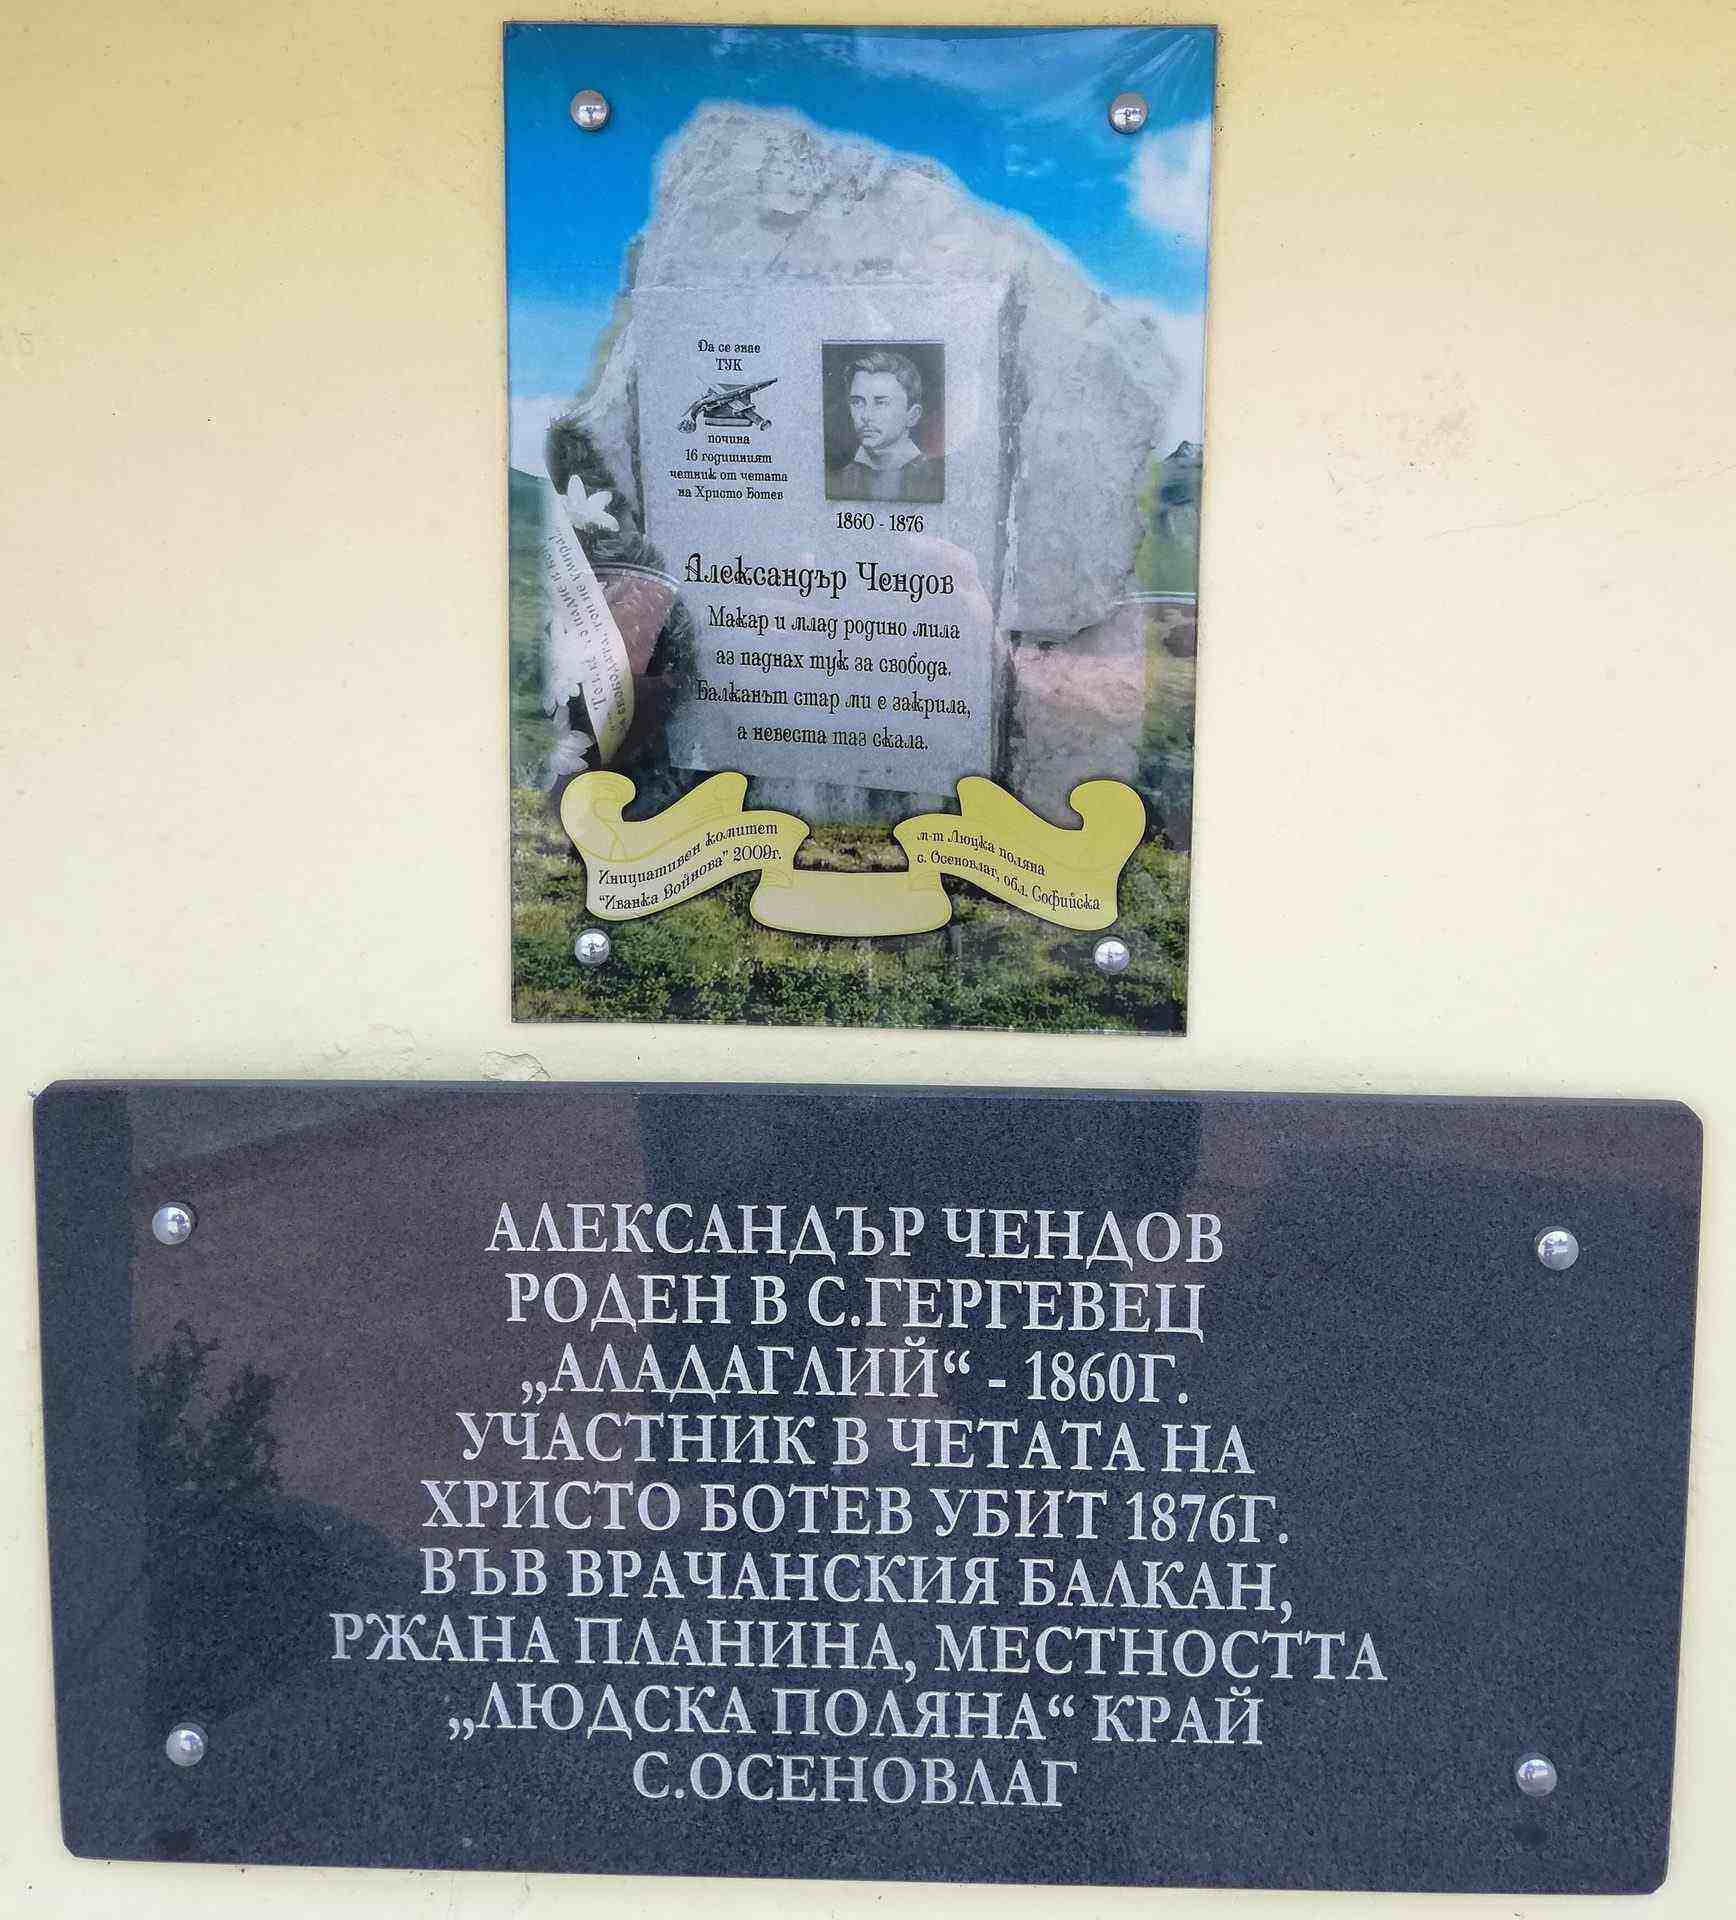 Да се знае
ТУК
почива
16 годишният
четник от четата
на Христо Ботев
1860 - 1876
Александър Чендов
Макар и млад родино мила
аз паднах тук за свобода.
Балканът стар ми е закрила,
а невеста таз скала.
Инициативен комитет
"Иванка Войнова" 2009г.
м-т Люцка поляна
с. Осеновлаг, обл. Софийска
АЛЕКСАНДЪР ЧЕНДОВ
РОДЕН В С.ГЕРГЕВЕЦ
„АЛАДАГЛИЙ“ - 1860Г.
УЧАСТНИК В ЧЕТАТА НА
ХРИСТО БОТЕВ УБИТ 1876Г.
ВЪВ ВРАЧАНСКИЯ БАЛКАН,
РЖАНА ПЛАНИНА, МЕСТНОСТТА
„ЛЮДСКА ПОЛЯНА“ КРАЙ
С.ОСЕНОВЛАГ